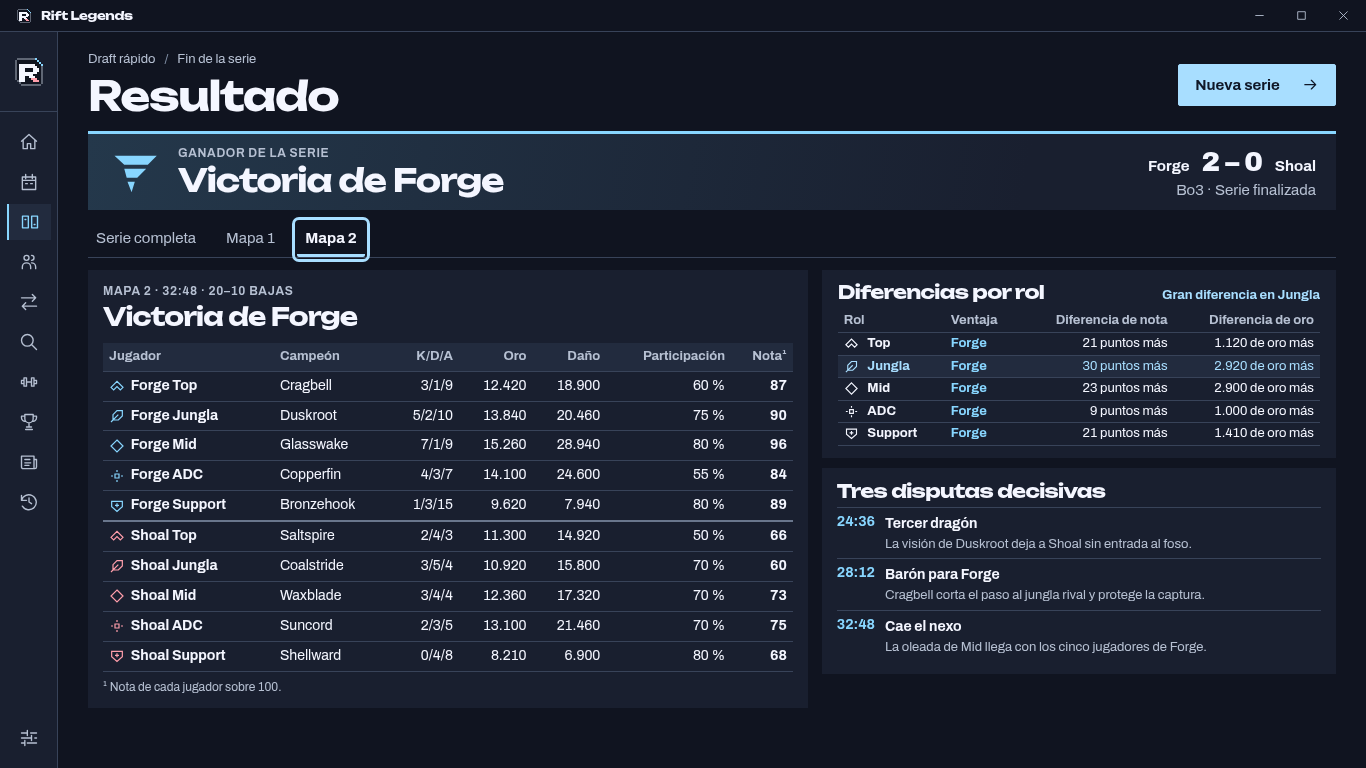 Rift Legends
Draft rápido / Fin de la serie
Resultado
Nueva serie →
GANADOR DE LA SERIE
Victoria de Forge
Forge 2–0 Shoal
Bo3 · Serie finalizada
Serie completa Mapa 1 Mapa 2
MAPA 2 · 32:48 · 20–10 BAJAS
Victoria de Forge
Jugador Campeón K/D/A Oro Daño Participación Nota¹
Forge Top Cragbell 3/1/9 12.420 18.900 60 % 87
Forge Jungla Duskroot 5/2/10 13.840 20.460 75 % 90
Forge Mid Glasswake 7/1/9 15.260 28.940 80 % 96
Forge ADC Copperfin 4/3/7 14.100 24.600 55 % 84
Forge Support Bronzehook 1/3/15 9.620 7.940 80 % 89
Shoal Top Saltspire 2/4/3 11.300 14.920 50 % 66
Shoal Jungla Coalstride 3/5/4 10.920 15.800 70 % 60
Shoal Mid Waxblade 3/4/4 12.360 17.320 70 % 73
Shoal ADC Suncord 2/3/5 13.100 21.460 70 % 75
Shoal Support Shellward 0/4/8 8.210 6.900 80 % 68
¹ Nota de cada jugador sobre 100.
Diferencias por rol Gran diferencia en Jungla
Rol Ventaja Diferencia de nota Diferencia de oro
Top Forge 21 puntos más 1.120 de oro más
Jungla Forge 30 puntos más 2.920 de oro más
Mid Forge 23 puntos más 2.900 de oro más
ADC Forge 9 puntos más 1.000 de oro más
Support Forge 21 puntos más 1.410 de oro más
Tres disputas decisivas
24:36 Tercer dragón
La visión de Duskroot deja a Shoal sin entrada al foso.
28:12 Barón para Forge
Cragbell corta el paso al jungla rival y protege la captura.
32:48 Cae el nexo
La oleada de Mid llega con los cinco jugadores de Forge.